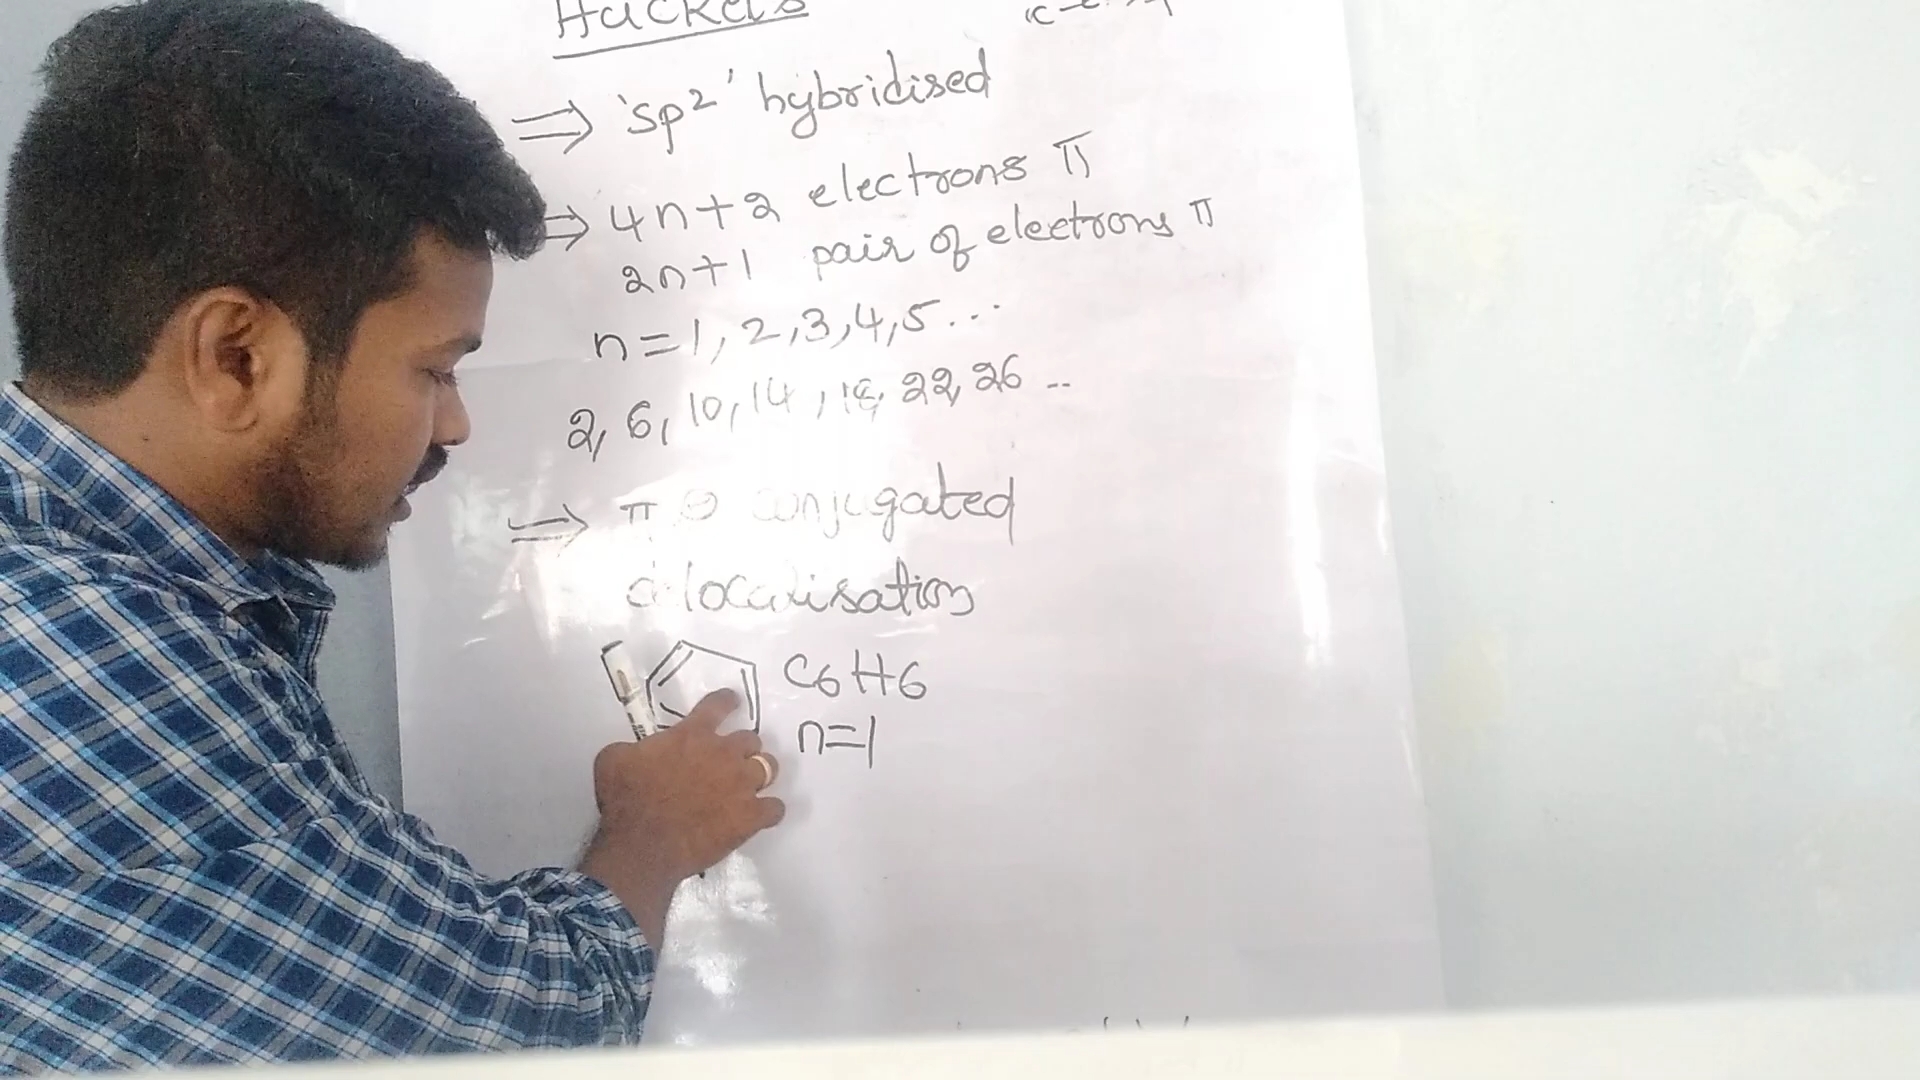 Huckels
⇒ 'sp²' hybridised
⇒ 4n+2 electrons π
2n+1 pair of electrons π
n=1,2,3,4,5...
2, 6, 10, 14, 18, 22, 26 --
⇒ π ⊖ conjugated
delocalisation
C6H6
n=1